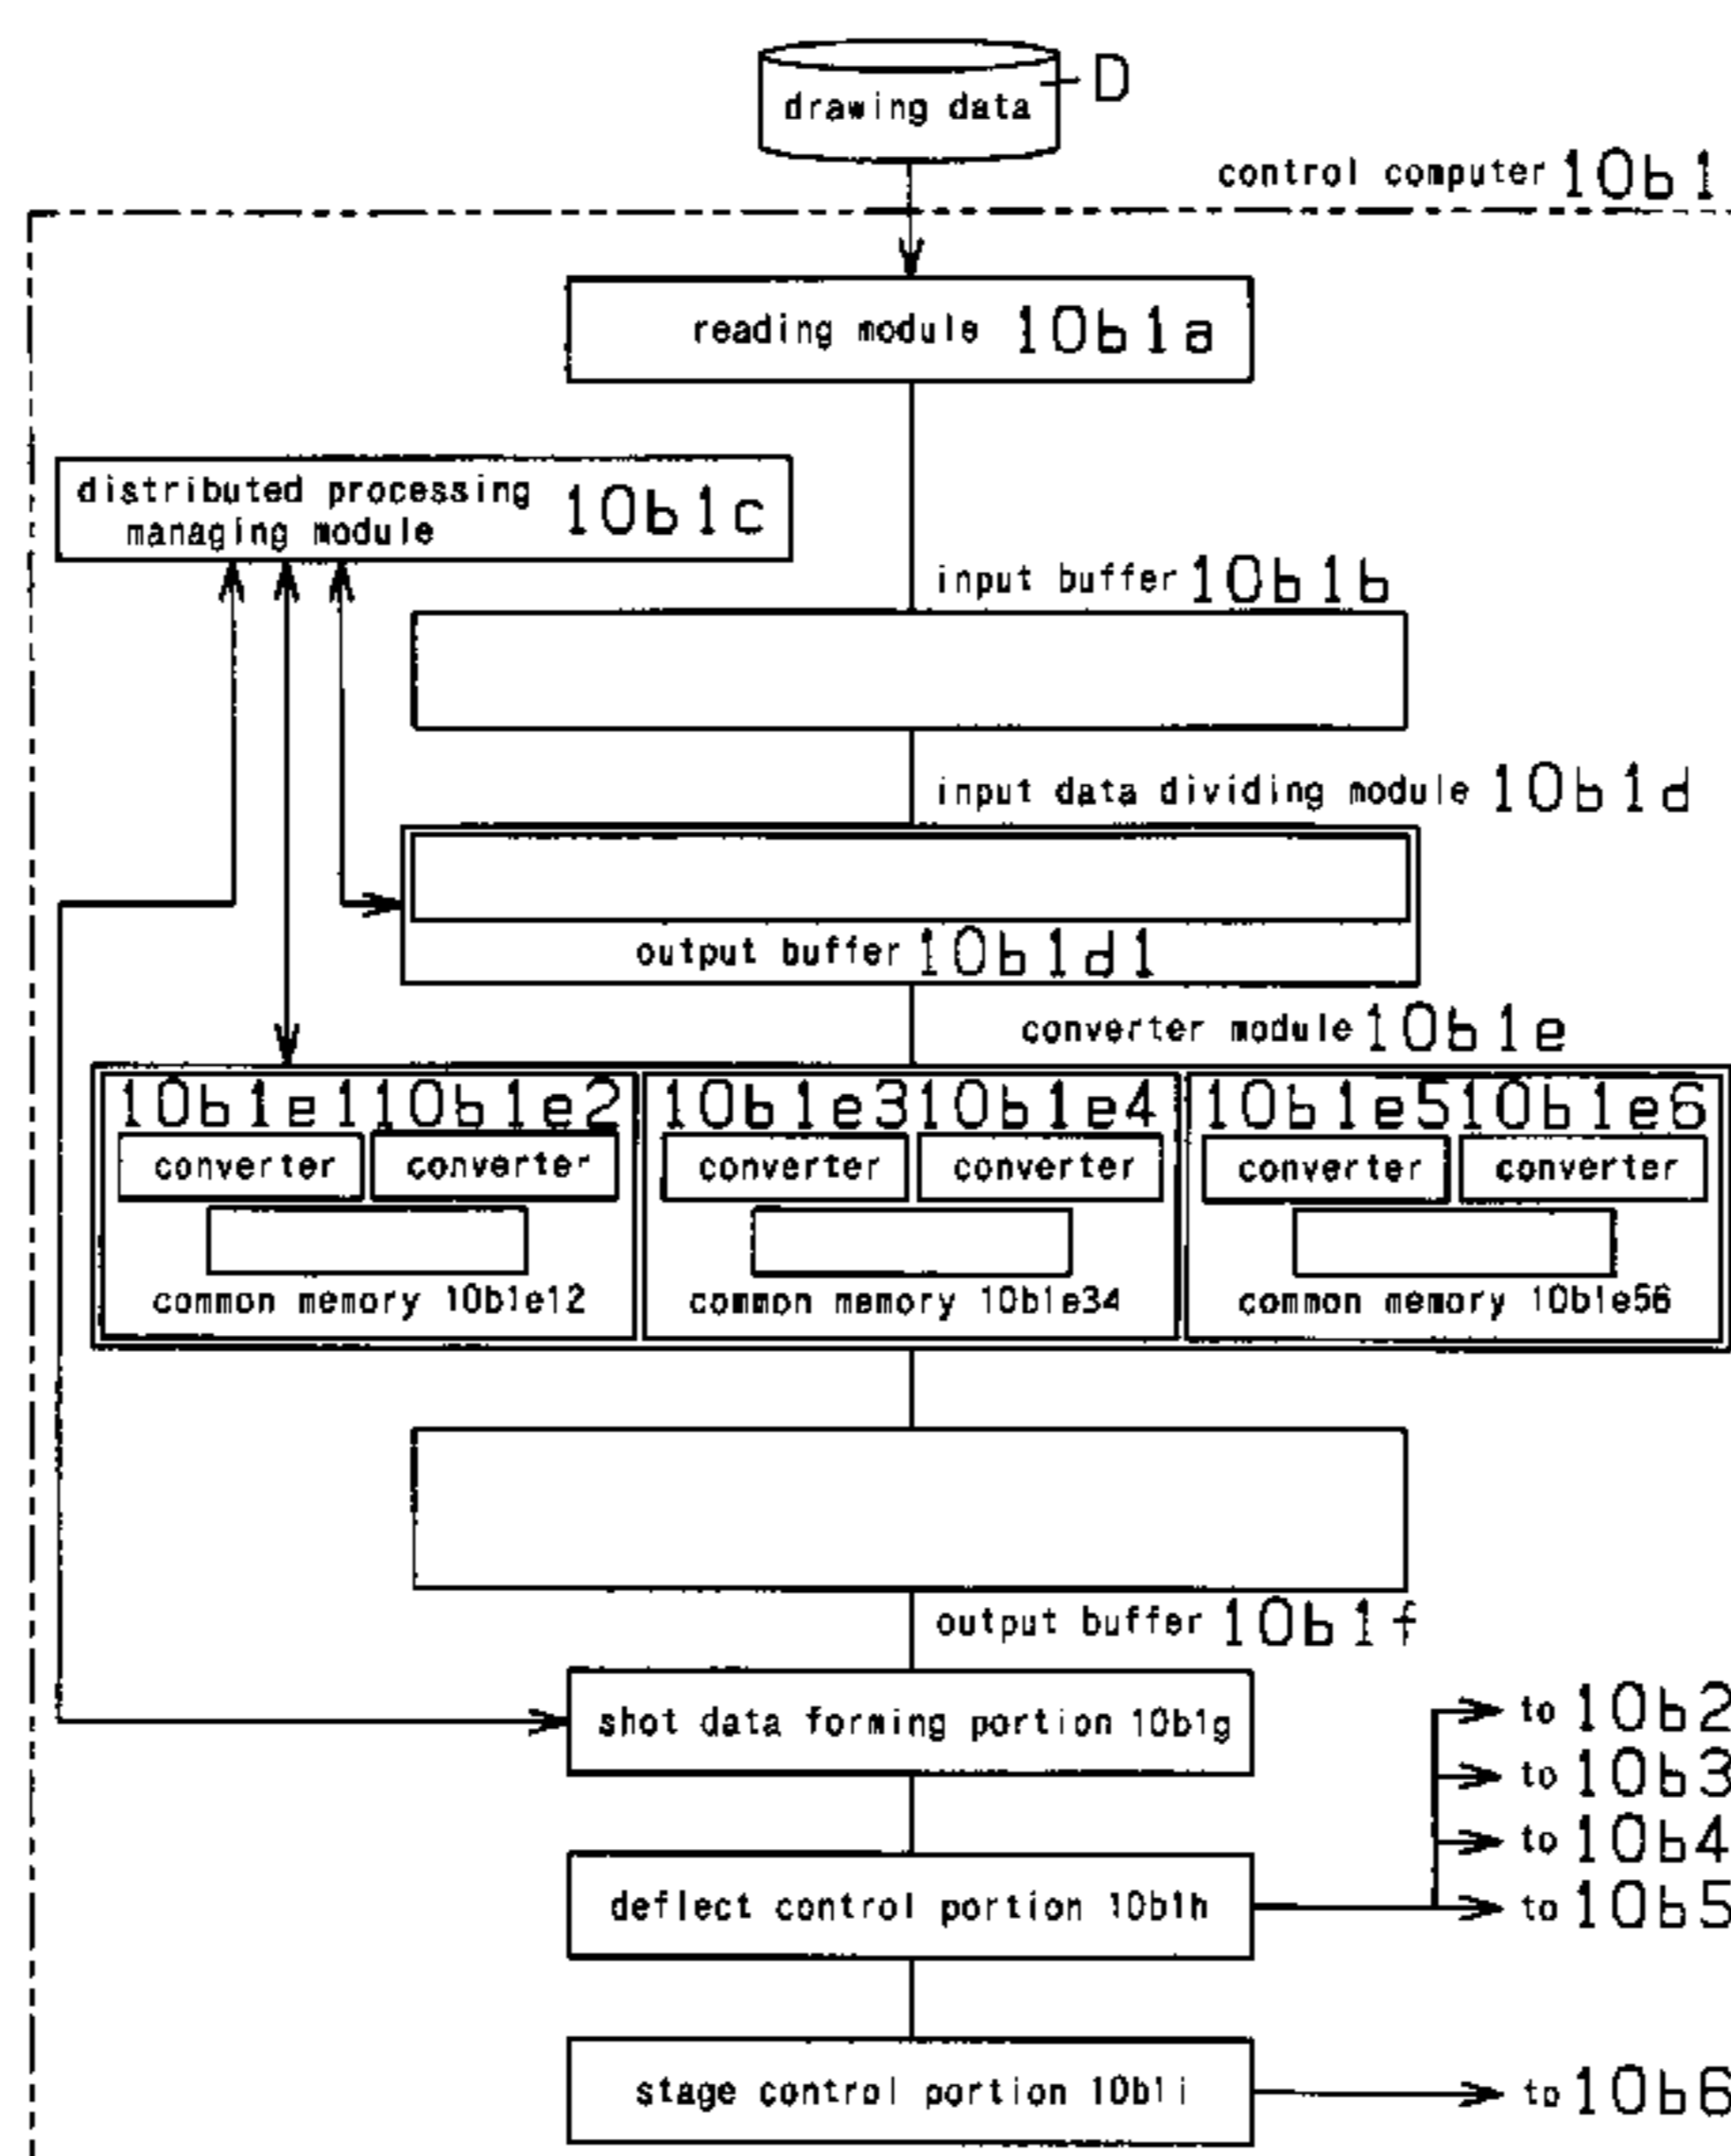 drawing data
D
control computer 10b1
reading module 10b1a
distributed processing
managing module 10b1c
input buffer 10b1b
input data dividing module 10b1d
output buffer 10b1d1
converter module 10b1e
10b1e1 10b1e2 10b1e3 10b1e4 10b1e5 10b1e6
converter converter converter converter converter converter
common memory 10b1e12 common memory 10b1e34 common memory 10b1e56
output buffer 10b1f
shot data forming portion 10b1g
to 10b2
to 10b3
to 10b4
deflect control portion 10b1h
to 10b5
stage control portion 10b1i
to 10b6